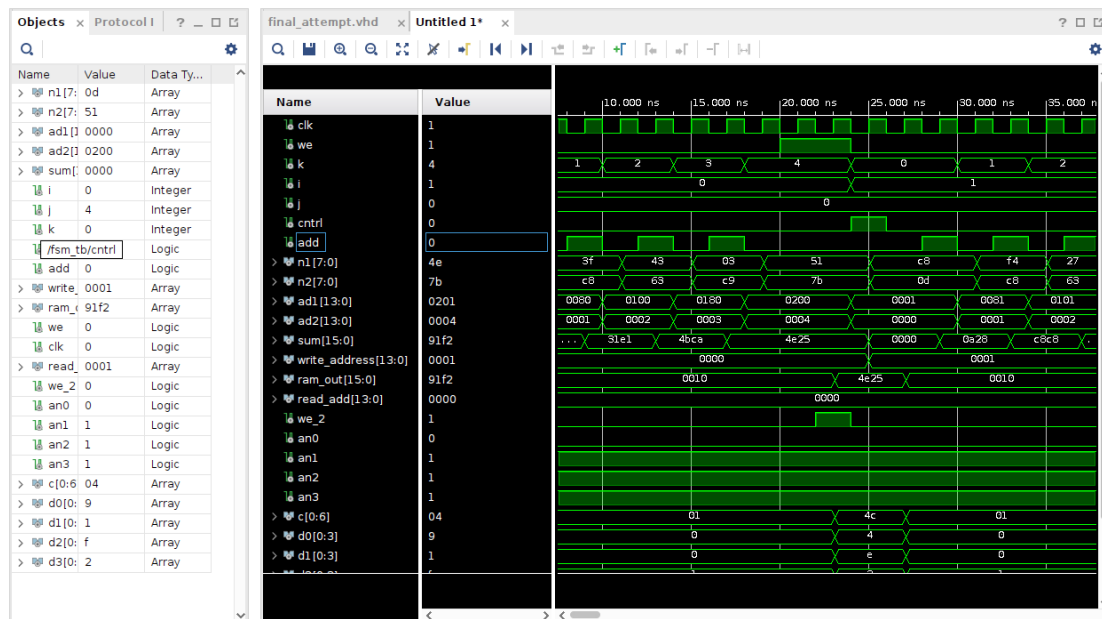 Objects × Protocol I ? _
Name Value Data Ty...
n1[7: 0d Array
n2[7: 51 Array
ad1[1 0000 Array
ad2[1 0200 Array
sum[: 0000 Array
i 0 Integer
j 4 Integer
k 0 Integer
/fsm_tb/cntrl Logic
add 0 Logic
write_ 0001 Array
ram_o 91f2 Array
we 0 Logic
clk 0 Logic
read_ 0001 Array
we_2 0 Logic
an0 0 Logic
an1 1 Logic
an2 1 Logic
an3 1 Logic
c[0:6 04 Array
d0[0: 9 Array
d1[0: 1 Array
d2[0: f Array
d3[0: 2 Array
final_attempt.vhd × Untitled 1* × ?
Name Value 10.000 ns 15.000 ns 20.000 ns 25.000 ns 30.000 ns 35.000 n
clk 1
we 1
k 4 1 2 3 4 0 1 2
i 1 0 1
j 0 0
cntrl 0
add 0
n1[7:0] 4e 3f 43 03 51 c8 f4 27
n2[7:0] 7b c8 63 c9 7b 0d c8 63
ad1[13:0] 0201 0080 0100 0180 0200 0001 0081 0101
ad2[13:0] 0004 0001 0002 0003 0004 0000 0001 0002
sum[15:0] 91f2 ... 31e1 4bca 4e25 0000 0a28 c8c8 .
write_address[13:0] 0001 0000 0001
ram_out[15:0] 91f2 0010 4e25 0010
read_add[13:0] 0000 0000
we_2 1
an0 0
an1 1
an2 1
an3 1
c[0:6] 04 01 4c 01
d0[0:3] 9 0 4 0
d1[0:3] 1 0 e 0